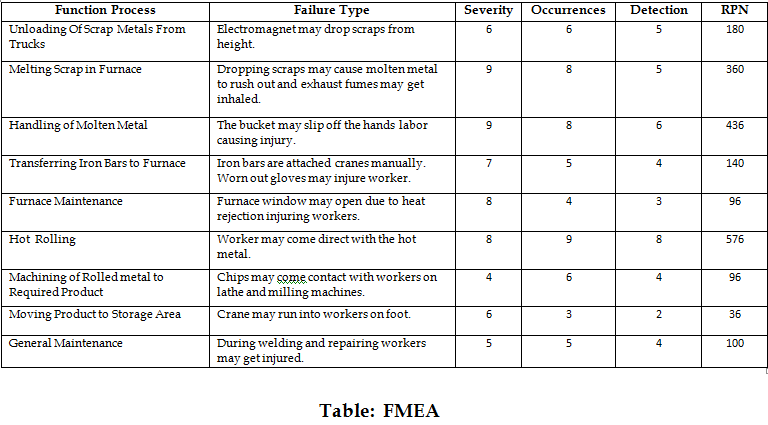 Function Process Failure Type Severity Occurrences Detection RPN
Unloading Of Scrap Metals From Electromagnet may drop scraps from 6 6 5 180
Trucks height.
Melting Scrap in Furnace Dropping scraps may cause molten metal 9 8 5 360
to rush out and exhaust fumes may get
inhaled.
Handling of Molten Metal The bucket may slip off the hands labor 9 8 6 436
causing injury.
Transferring Iron Bars to Furnace Iron bars are attached cranes manually. 7 5 4 140
Worn out gloves may injure worker.
Furnace Maintenance Furnace window may open due to heat 8 4 3 96
rejection injuring workers.
Hot Rolling Worker may come direct with the hot 8 9 8 576
metal.
Machining of Rolled metal to Chips may come contact with workers on 4 6 4 96
Required Product lathe and milling machines.
Moving Product to Storage Area Crane may run into workers on foot. 6 3 2 36
General Maintenance During welding and repairing workers 5 5 4 100
may get injured.
Table: FMEA